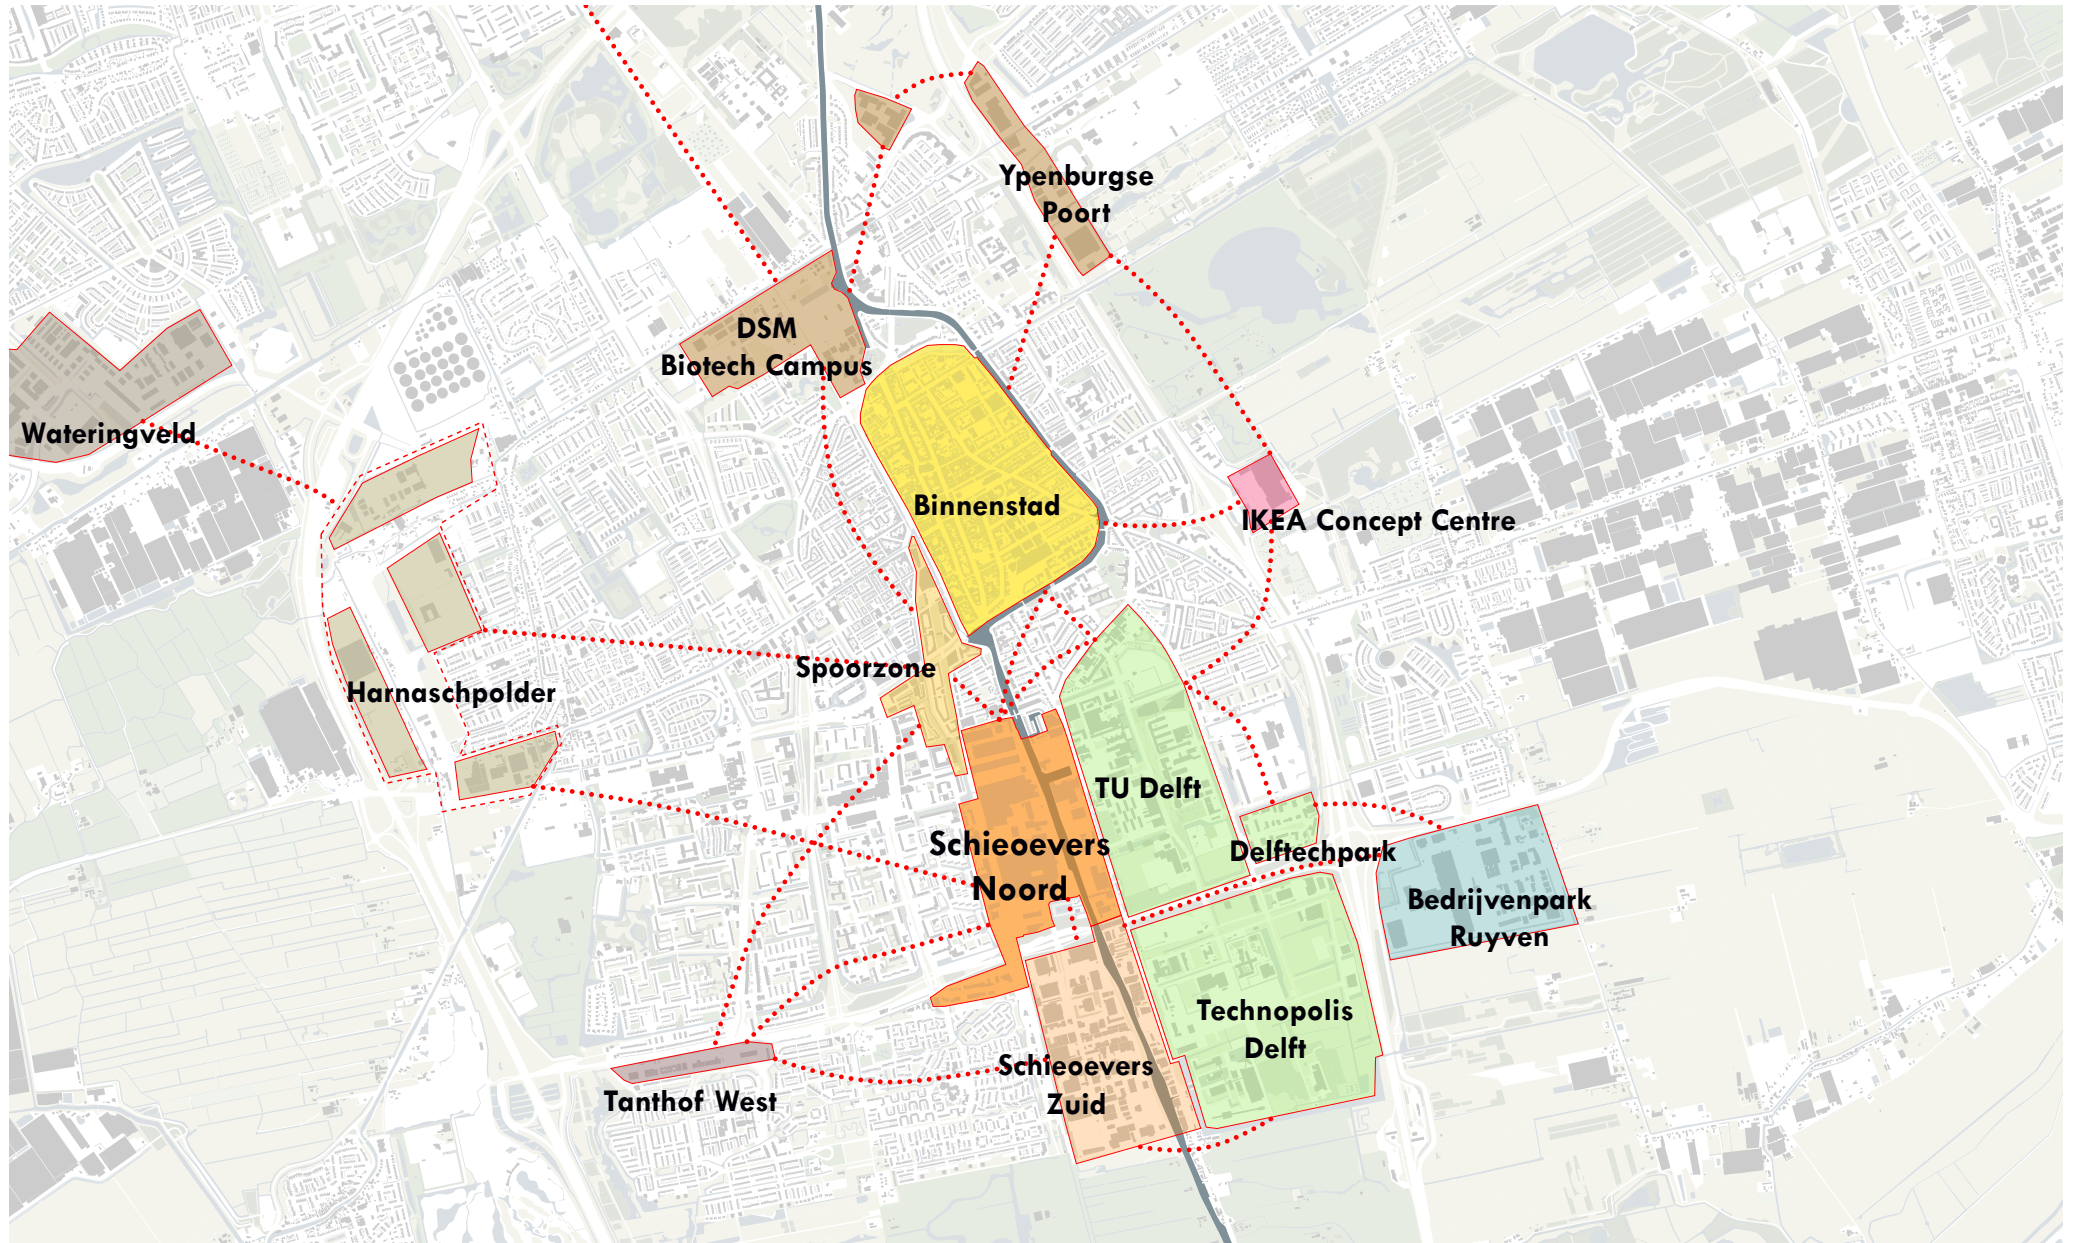 Ypenburgse
Poort
DSM
Biotech Campus
Wateringveld
Binnenstad
IKEA Concept Centre
Spoorzone
Harnaschpolder
TU Delft
Schieoevers
Noord
Delftechpark
Bedrijvenpark
Ruyven
Technopolis
Delft
Schieoevers
Zuid
Tanthof West